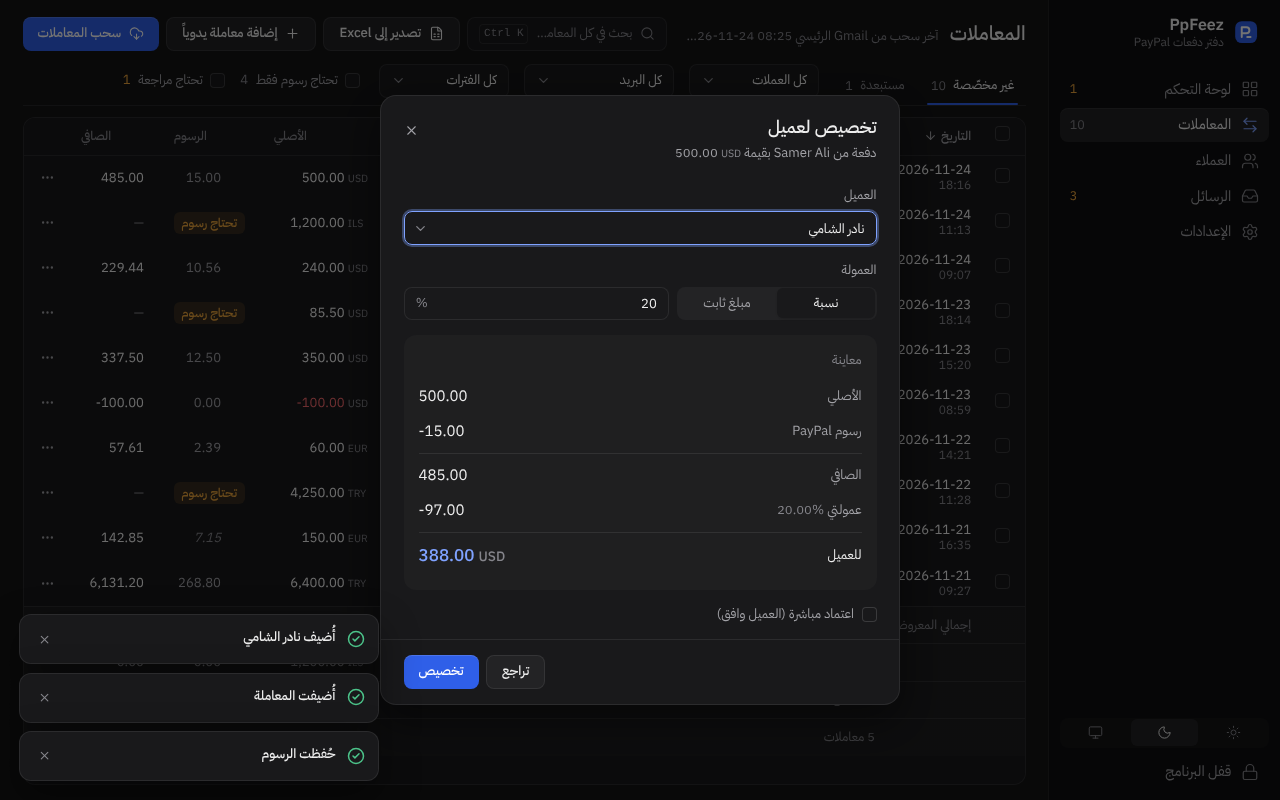 PpFeez
دفتر دفعات PayPal
لوحة التحكم 1
المعاملات 10
العملاء
الرسائل 3
الإعدادات
قفل البرنامج
المعاملات
آخر سحب من Gmail الرئيسي 08:25 24-11-26...
بحث في كل المعام... Ctrl K
تصدير إلى Excel
إضافة معاملة يدوياً
سحب المعاملات
غير مخصّصة 10
مستبعدة 1
كل العملات
كل البريد
كل الفترات
تحتاج رسوم فقط 4
تحتاج مراجعة 1
التاريخ ↓
الأصلي
الرسوم
الصافي
2026-11-24
18:16
500.00 USD
15.00
485.00
2026-11-24
11:13
1,200.00 ILS
تحتاج رسوم
—
2026-11-24
09:07
240.00 USD
10.56
229.44
2026-11-23
18:14
85.50 USD
تحتاج رسوم
—
2026-11-23
15:20
350.00 USD
12.50
337.50
2026-11-23
08:59
-100.00 USD
0.00
-100.00
2026-11-22
14:21
60.00 EUR
2.39
57.61
2026-11-22
11:28
4,250.00 TRY
تحتاج رسوم
—
2026-11-21
16:35
150.00 EUR
7.15
142.85
2026-11-21
09:27
6,400.00 TRY
268.80
6,131.20
إجمالي المعروض
5 معاملات
تخصيص لعميل
دفعة من Samer Ali بقيمة 500.00 USD
العميل
نادر الشامي
العمولة
نسبة
مبلغ ثابت
20 %
معاينة
الأصلي 500.00
رسوم PayPal -15.00
الصافي 485.00
عمولتي 20.00% -97.00
للعميل 388.00 USD
اعتماد مباشرة (العميل وافق)
تراجع
تخصيص
أُضيف نادر الشامي
أُضيفت المعاملة
حُفظت الرسوم